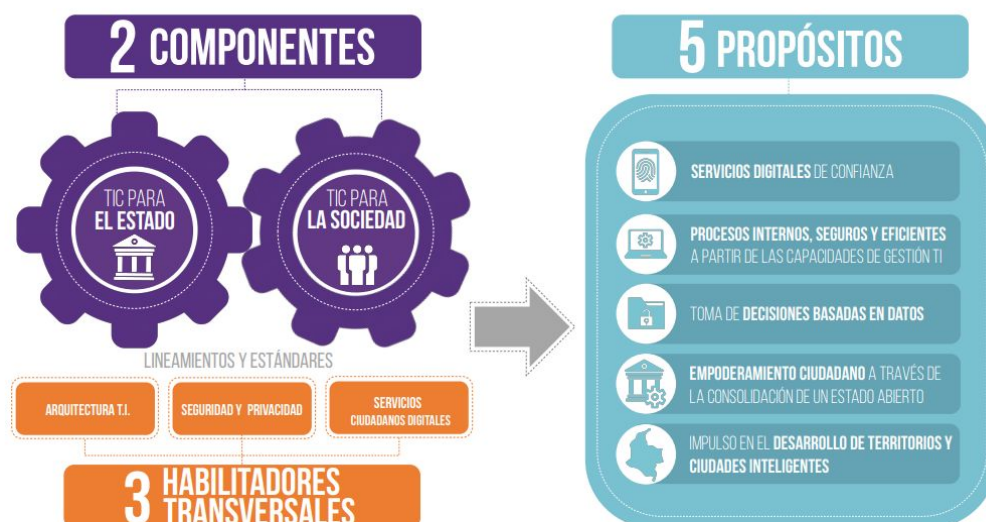 2 COMPONENTES
TIC PARA
EL ESTADO
TIC PARA
LA SOCIEDAD
LINEAMIENTOS Y ESTÁNDARES
ARQUITECTURA T.I.
SEGURIDAD Y PRIVACIDAD
SERVICIOS
CIUDADANOS DIGITALES
3 HABILITADORES
TRANSVERSALES
5 PROPÓSITOS
SERVICIOS DIGITALES DE CONFIANZA
PROCESOS INTERNOS, SEGUROS Y EFICIENTES
A PARTIR DE LAS CAPACIDADES DE GESTIÓN TI
TOMA DE DECISIONES BASADAS EN DATOS
EMPODERAMIENTO CIUDADANO A TRAVÉS DE
LA CONSOLIDACIÓN DE UN ESTADO ABIERTO
IMPULSO EN EL DESARROLLO DE TERRITORIOS Y
CIUDADES INTELIGENTES